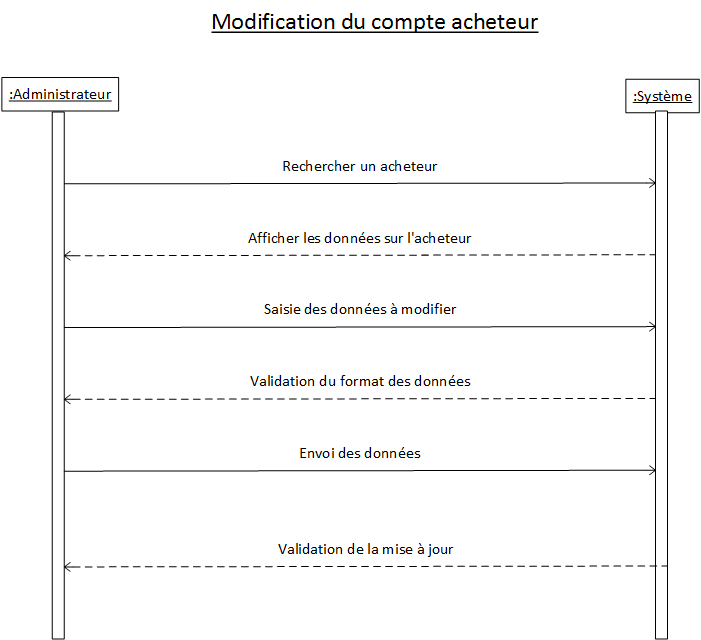 Modification du compte acheteur
:Administrateur
:Système
Rechercher un acheteur
Afficher les données sur l'acheteur
Saisie des données à modifier
Validation du format des données
Envoi des données
Validation de la mise à jour